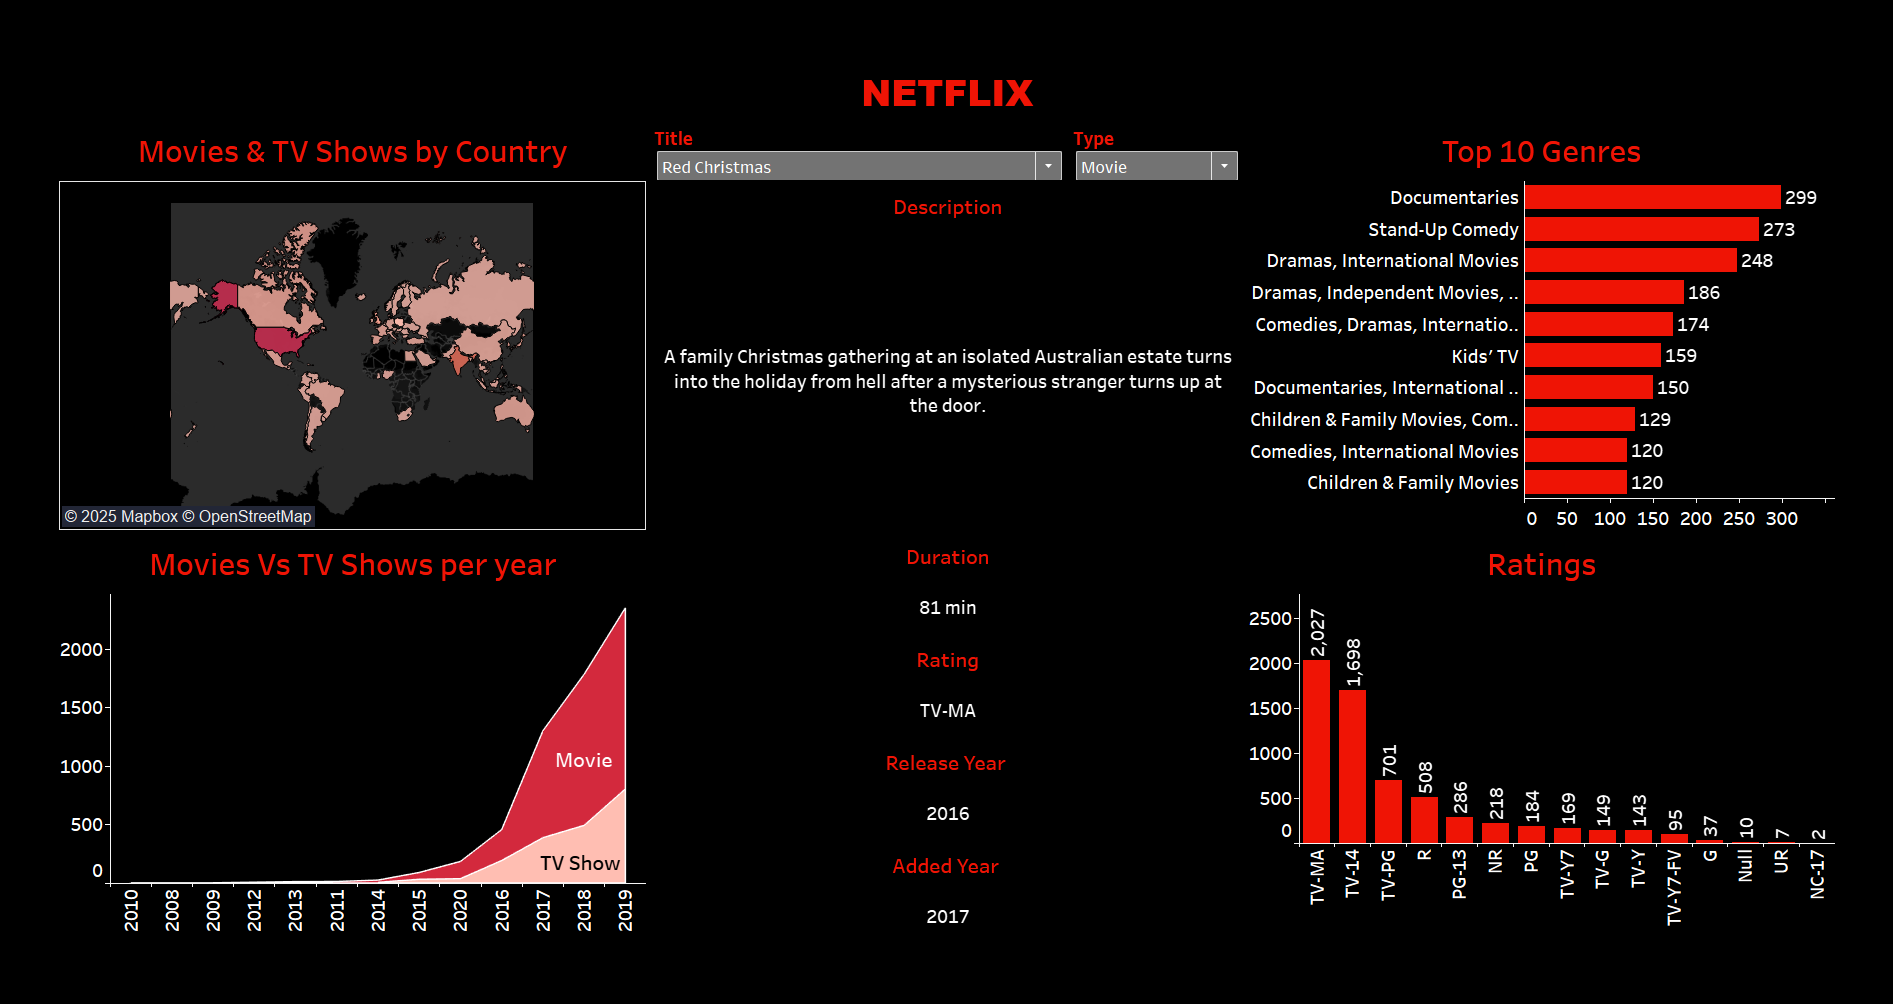 NETFLIX
Movies & TV Shows by Country
© 2025 Mapbox © OpenStreetMap
Title
Red Christmas
Type
Movie
Description
A family Christmas gathering at an isolated Australian estate turns
into the holiday from hell after a mysterious stranger turns up at
the door.
Top 10 Genres
Documentaries 299
Stand-Up Comedy 273
Dramas, International Movies 248
Dramas, Independent Movies, .. 186
Comedies, Dramas, Internatio.. 174
Kids' TV 159
Documentaries, International .. 150
Children & Family Movies, Com.. 129
Comedies, International Movies 120
Children & Family Movies 120
0 50 100 150 200 250 300
Movies Vs TV Shows per year
2000
1500
1000
500
0
Movie
TV Show
2010 2008 2009 2012 2013 2011 2014 2015 2020 2016 2017 2018 2019
Duration
81 min
Rating
TV-MA
Release Year
2016
Added Year
2017
Ratings
2500
2000
1500
1000
500
0
2,027 1,698 701 508 286 218 184 169 149 143 95 37 10 7 2
TV-MA TV-14 TV-PG R PG-13 NR PG TV-Y7 TV-G TV-Y TV-Y7-FV G Null UR NC-17